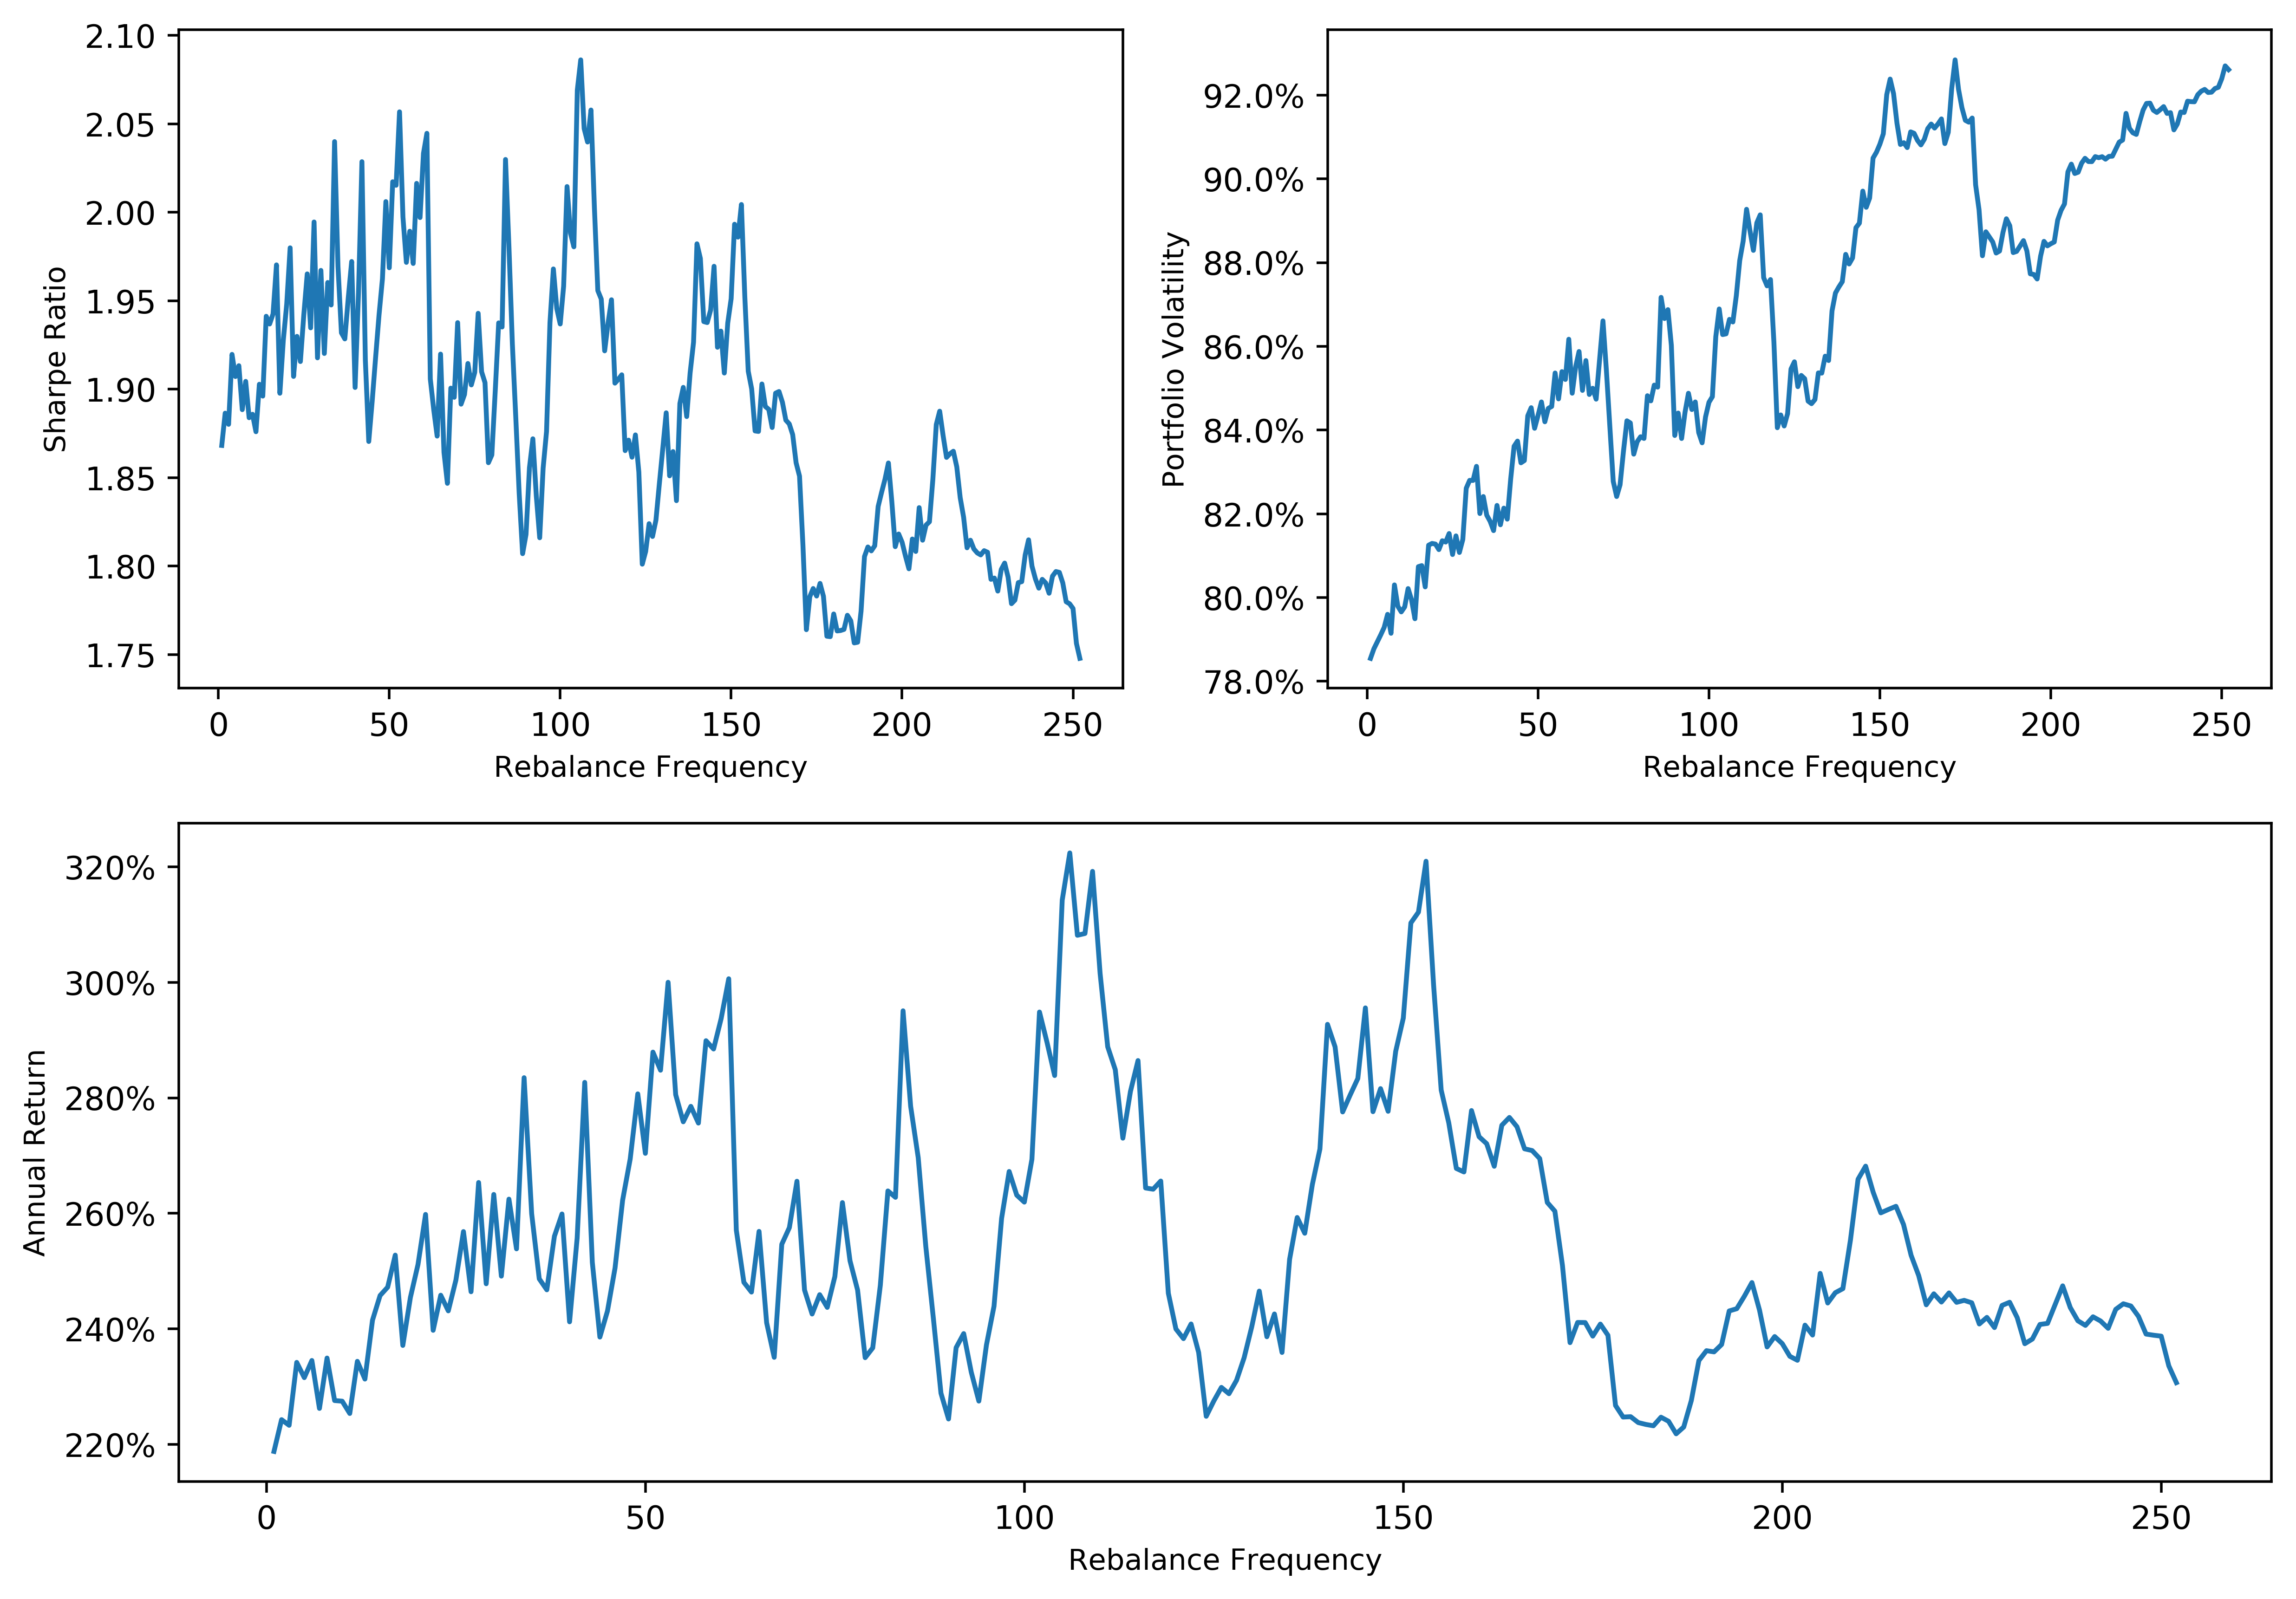 2.10
2.05
2.00
1.95
1.90
1.85
1.80
1.75
Sharpe Ratio
0 50 100 150 200 250
Rebalance Frequency
92.0%
90.0%
88.0%
86.0%
84.0%
82.0%
80.0%
78.0%
Portfolio Volatility
0 50 100 150 200 250
Rebalance Frequency
320%
300%
280%
260%
240%
220%
Annual Return
0 50 100 150 200 250
Rebalance Frequency